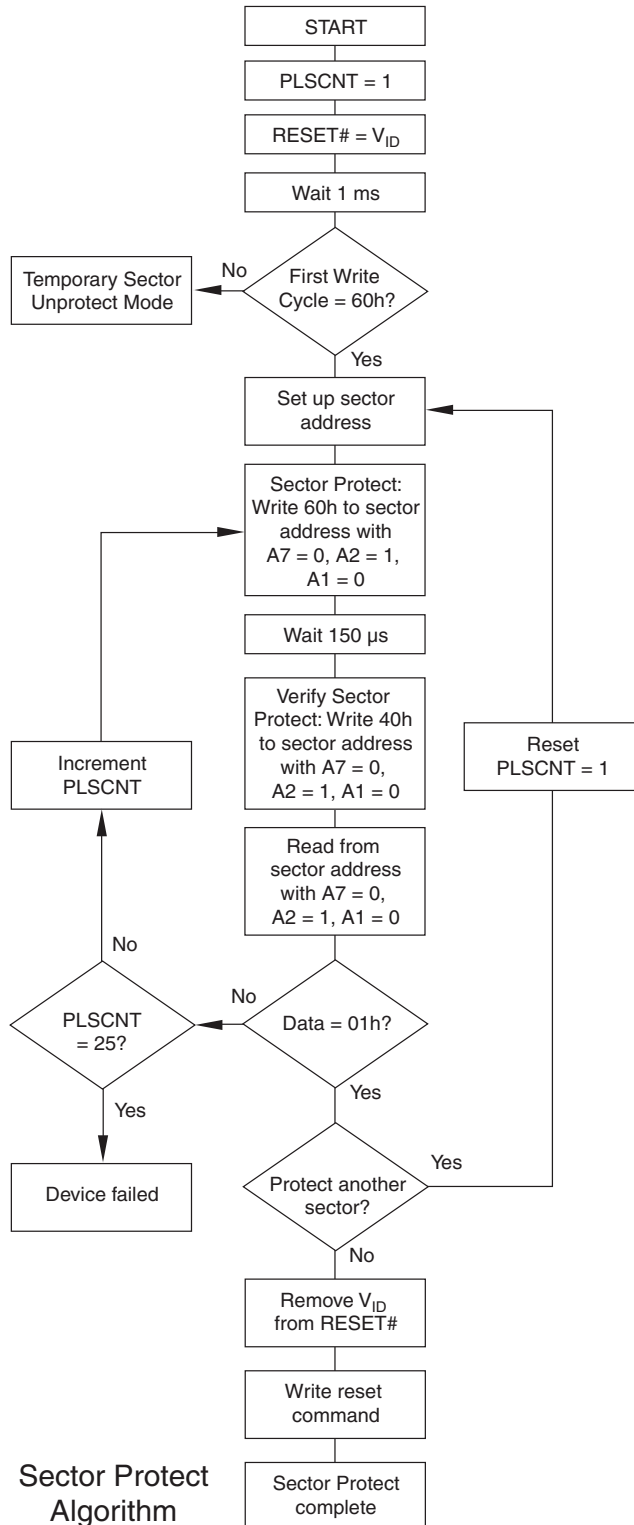 START
PLSCNT = 1
RESET# = VID
Wait 1 ms
No
First Write
Cycle = 60h?
Temporary Sector
Unprotect Mode
Yes
Set up sector
address
Sector Protect:
Write 60h to sector
address with
A7 = 0, A2 = 1,
A1 = 0
Wait 150 µs
Verify Sector
Protect: Write 40h
to sector address
with A7 = 0,
A2 = 1, A1 = 0
Increment
PLSCNT
Reset
PLSCNT = 1
Read from
sector address
with A7 = 0,
A2 = 1, A1 = 0
No
No
PLSCNT
= 25?
Data = 01h?
Yes
Yes
Device failed
Yes
Protect another
sector?
No
Remove VID
from RESET#
Write reset
command
Sector Protect
complete
Sector Protect
Algorithm